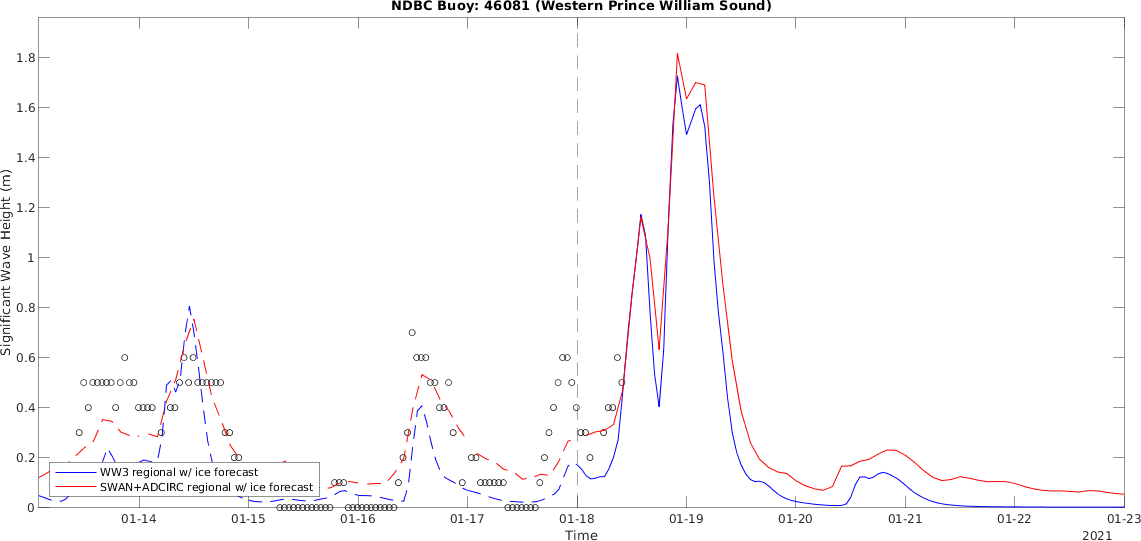 NDBC Buoy: 46081 (Western Prince William Sound)
Significant Wave Height (m)
1.8
1.6
1.4
1.2
1
0.8
0.6
0.4
0.2
0
WW3 regional w/ ice forecast
SWAN+ADCIRC regional w/ ice forecast
01-14 01-15 01-16 01-17 01-18 01-19 01-20 01-21 01-22 01-23
Time
2021